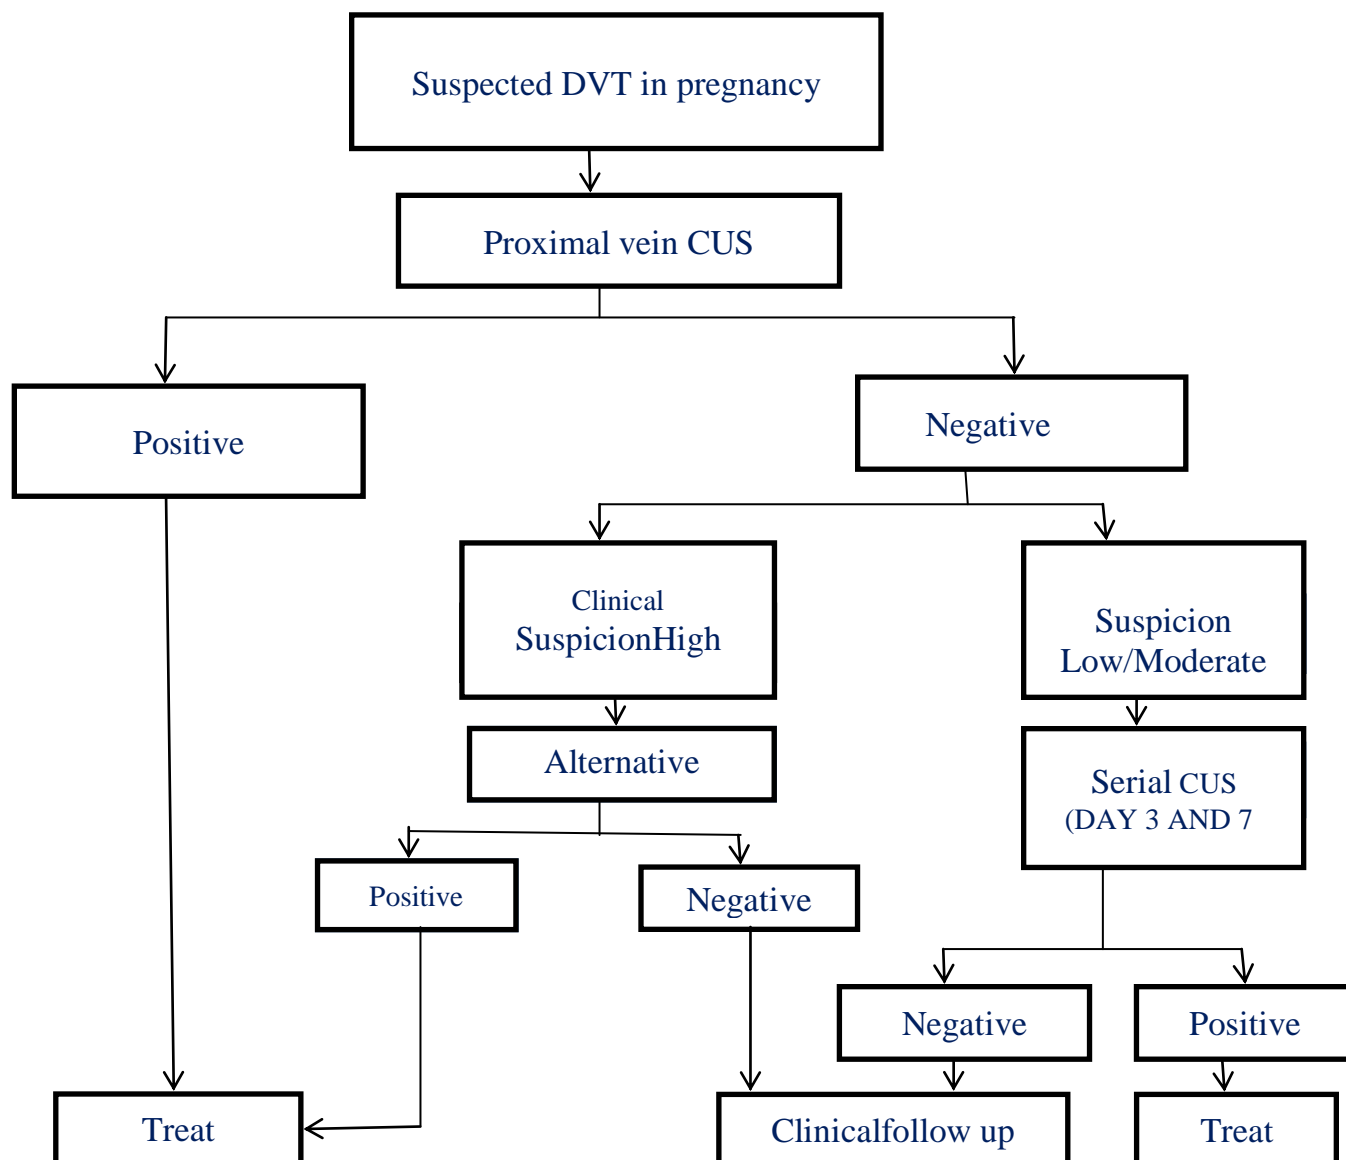 Suspected DVT in pregnancy
Proximal vein CUS
Positive
Negative
Clinical
SuspicionHigh
Suspicion
Low/Moderate
Alternative
Serial CUS
(DAY 3 AND 7
Positive
Negative
Negative
Positive
Treat
Clinicalfollow up
Treat